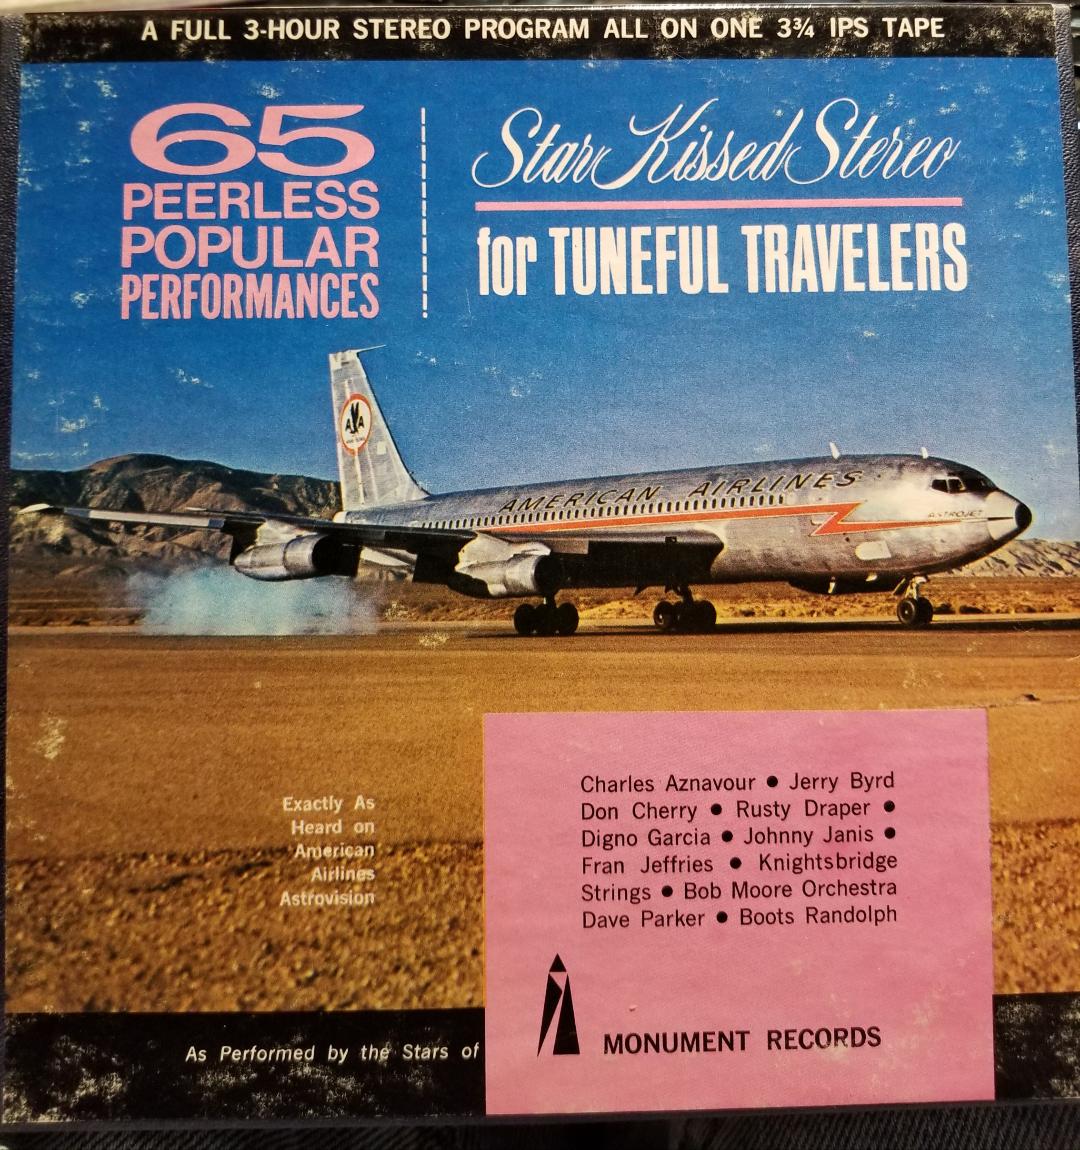 A FULL 3-HOUR STEREO PROGRAM ALL ON ONE 3¾ IPS TAPE
65
PEERLESS
POPULAR
PERFORMANCES
Star Kissed Stereo
for TUNEFUL TRAVELERS
AA
AMERICAN AIRLINES
ASTROJET
Exactly As
Heard on
American
Airlines
Astrovision
Charles Aznavour ● Jerry Byrd
Don Cherry ● Rusty Draper ●
Digno Garcia ● Johnny Janis ●
Fran Jeffries ● Knightsbridge
Strings ● Bob Moore Orchestra
Dave Parker ● Boots Randolph
As Performed by the Stars of
MONUMENT RECORDS